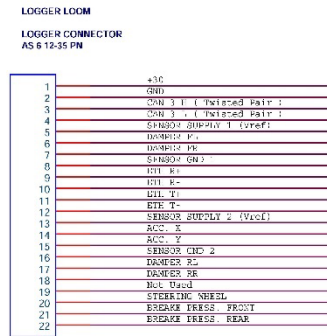 LOGGER LOOM
LOGGER CONNECTOR
AS 6 12-35 PN
1 +30
2 GND
3 CAN 3 H ( Twisted Pair )
4 CAN 3 L ( Twisted Pair )
5 SENSOR SUPPLY 1 (Vref)
6 DAMPER FL
7 DAMPER FR
8 SENSOR GND 1
9 ETH R+
10 ETH R-
11 ETH T+
12 ETH T-
13 SENSOR SUPPLY 2 (Vref)
14 ACC. X
15 ACC. Y
16 SENSOR GND 2
17 DAMPER RL
18 DAMPER RR
19 Not Used
20 STEERING WHEEL
21 BREAKE PRESS. FRONT
22 BREAKE PRESS. REAR